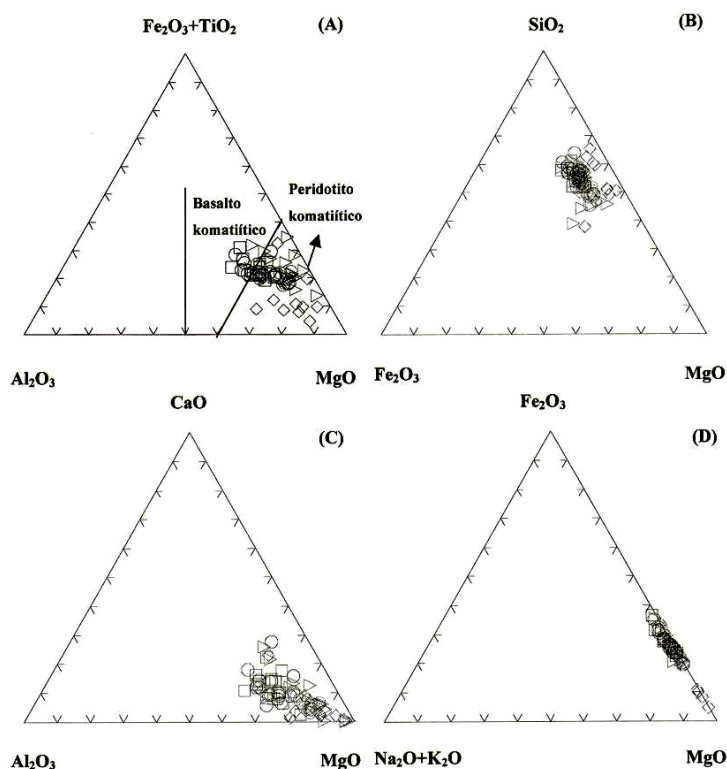 Fe₂O₃+TiO₂
(A)
Basalto
komatiítico
Peridotito
komatiítico
Al₂O₃
MgO
SiO₂
(B)
Fe₂O₃
MgO
CaO
(C)
Al₂O₃
MgO
Fe₂O₃
(D)
Na₂O+K₂O
MgO